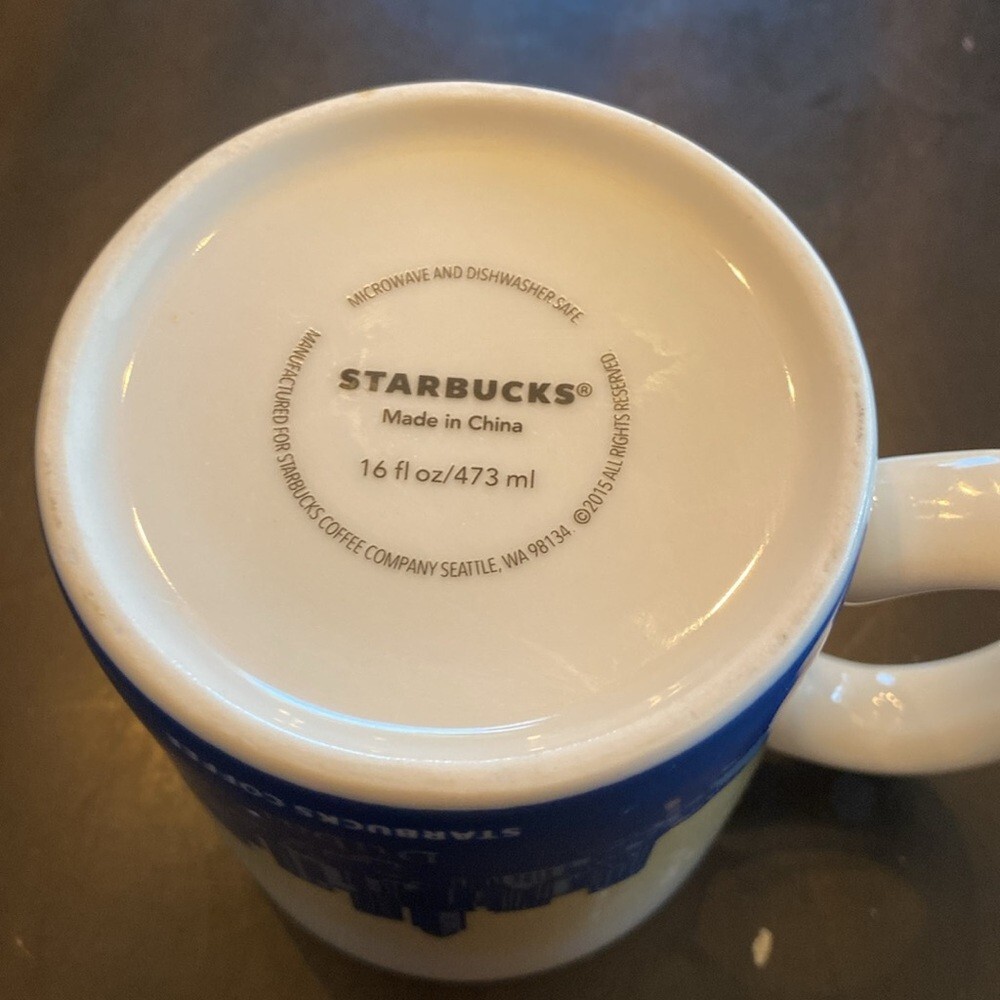 MICROWAVE AND DISHWASHER SAFE
STARBUCKS®
Made in China
16 fl oz/473 ml
MANUFACTURED FOR STARBUCKS COFFEE COMPANY SEATTLE, WA 98134. ©2015 ALL RIGHTS RESERVED.
STARBUCKS COFFEE